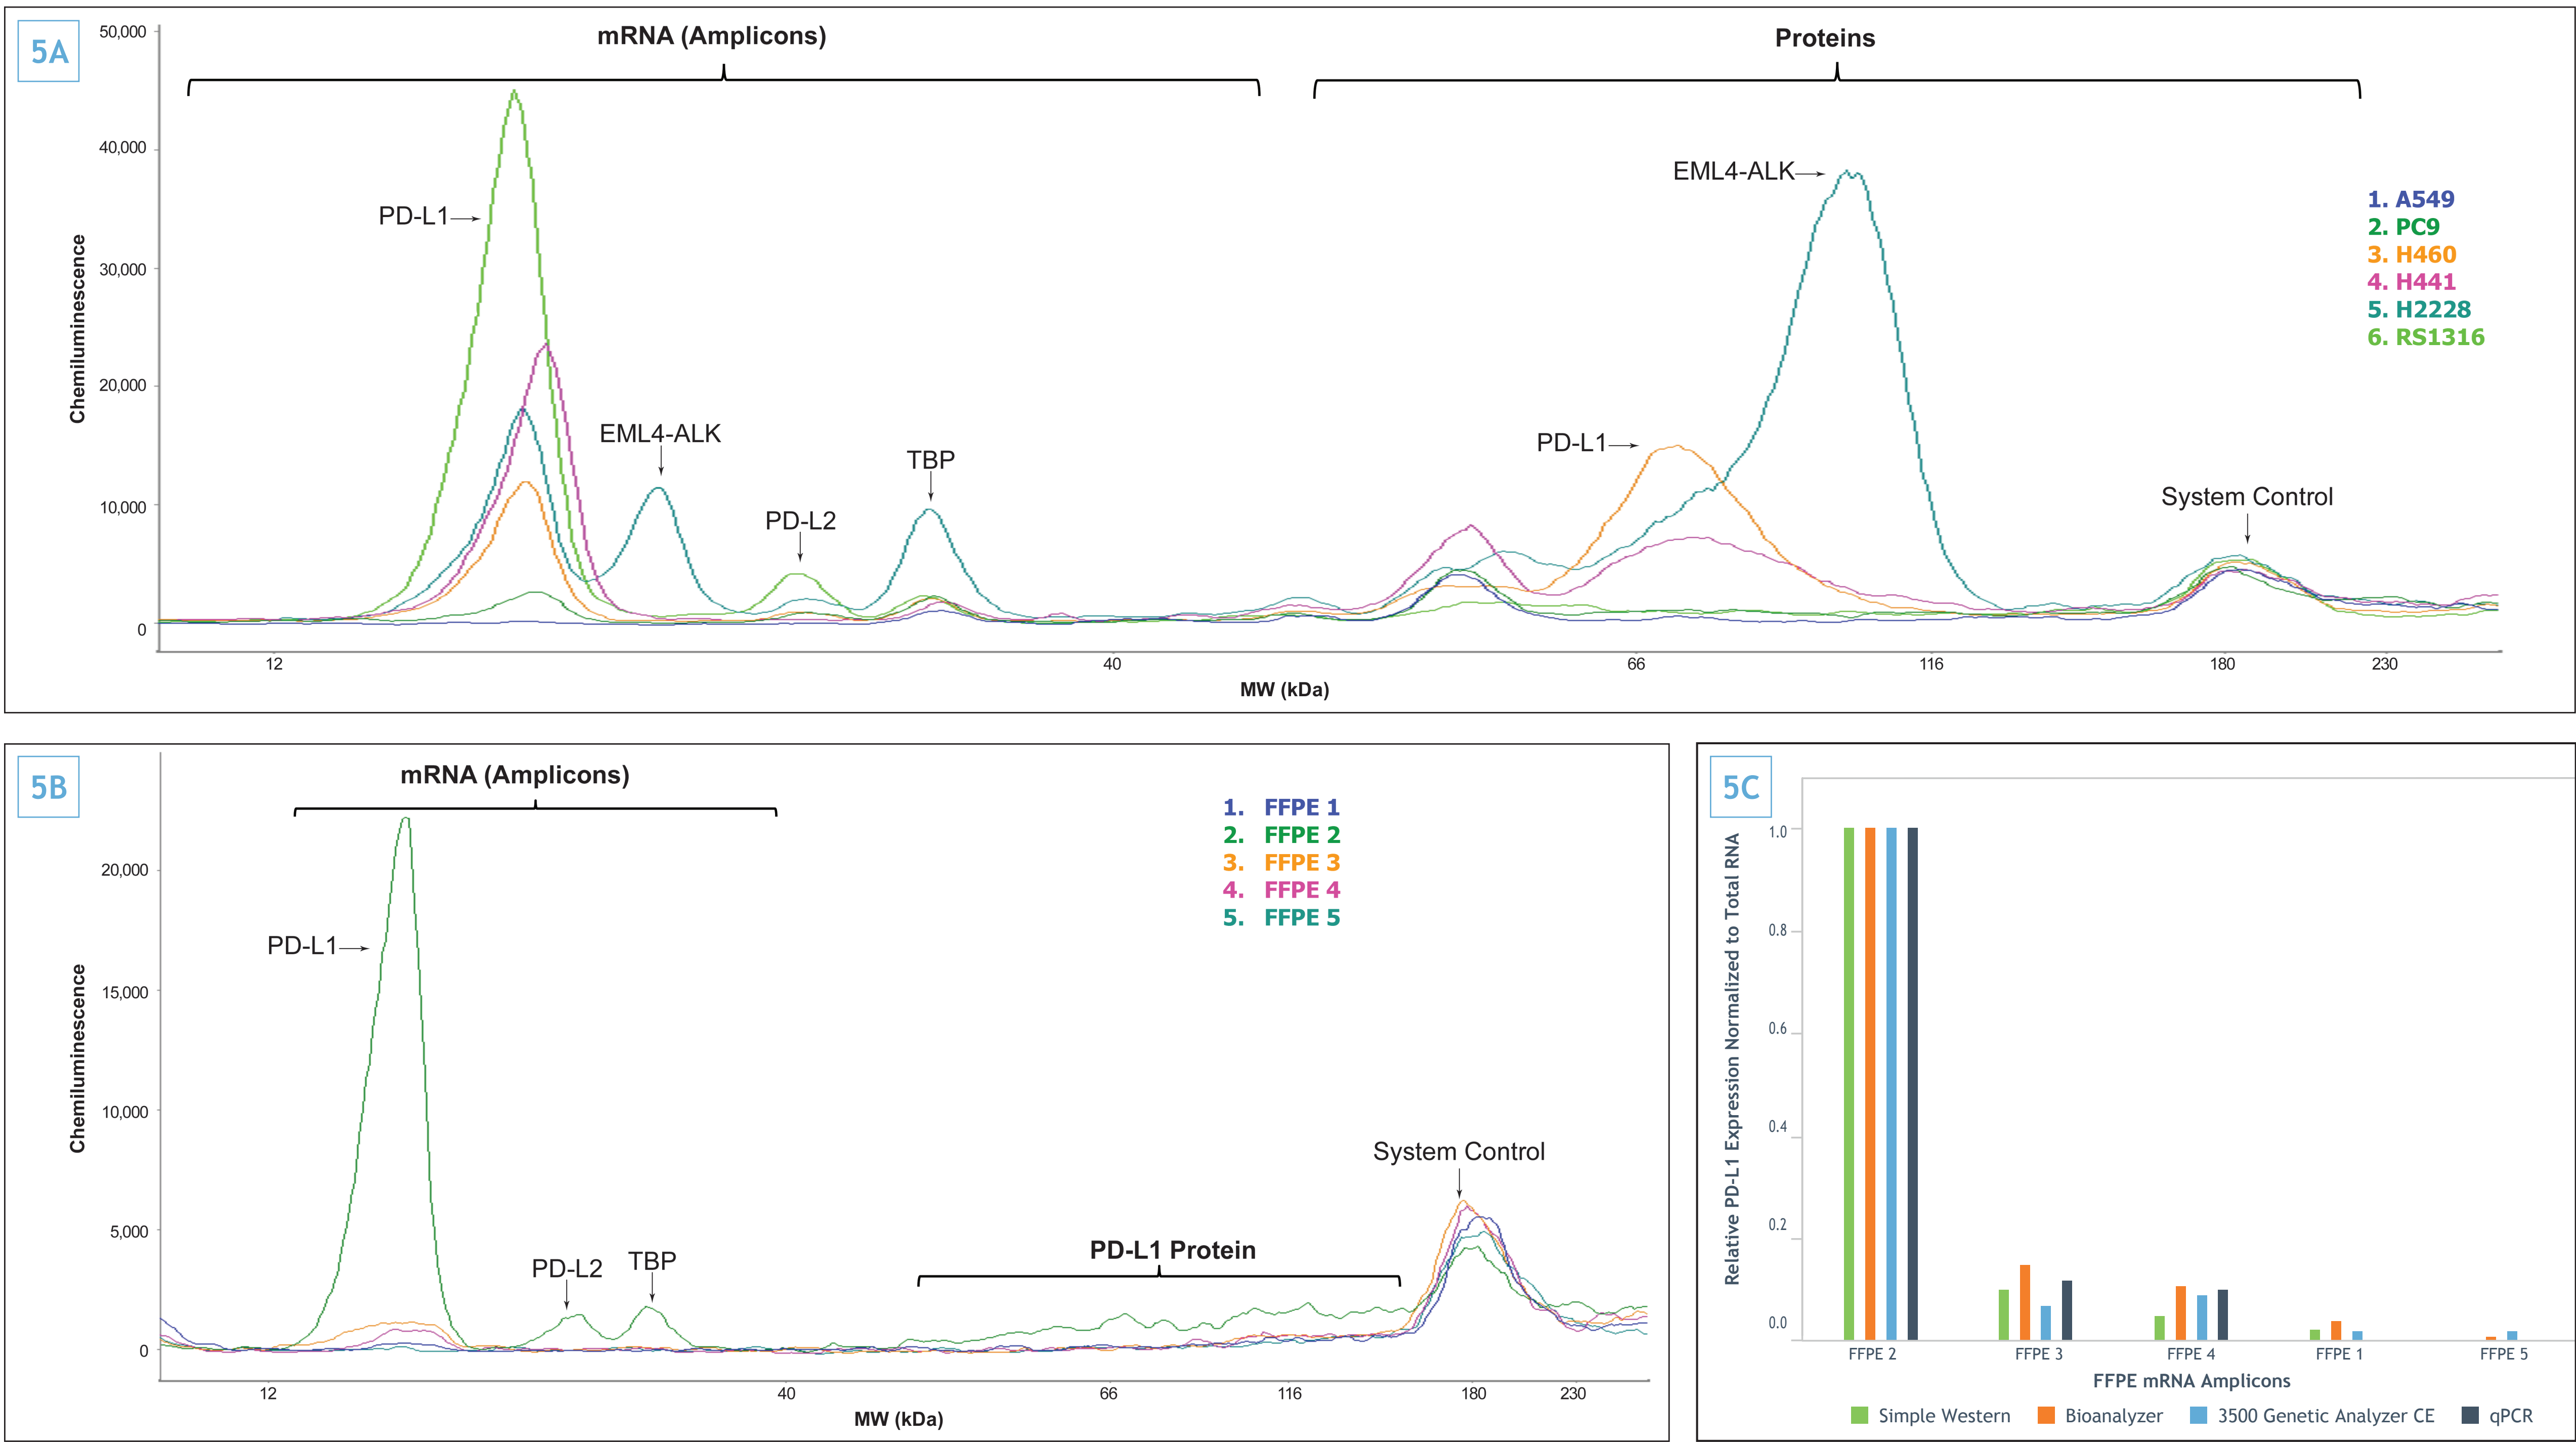 5A
mRNA (Amplicons)
Proteins
50,000
40,000
30,000
20,000
10,000
0
Chemiluminescence
PD-L1
EML4-ALK
PD-L2
TBP
PD-L1
EML4-ALK
System Control
1. A549
2. PC9
3. H460
4. H441
5. H2228
6. RS1316
12
40
66
116
180
230
MW (kDa)
5B
mRNA (Amplicons)
20,000
15,000
10,000
5,000
0
Chemiluminescence
PD-L1
PD-L2
TBP
PD-L1 Protein
System Control
1. FFPE 1
2. FFPE 2
3. FFPE 3
4. FFPE 4
5. FFPE 5
12
40
66
116
180
230
MW (kDa)
5C
Relative PD-L1 Expression Normalized to Total RNA
1.0
0.8
0.6
0.4
0.2
0.0
FFPE 2
FFPE 3
FFPE 4
FFPE 1
FFPE 5
FFPE mRNA Amplicons
Simple Western
Bioanalyzer
3500 Genetic Analyzer CE
qPCR